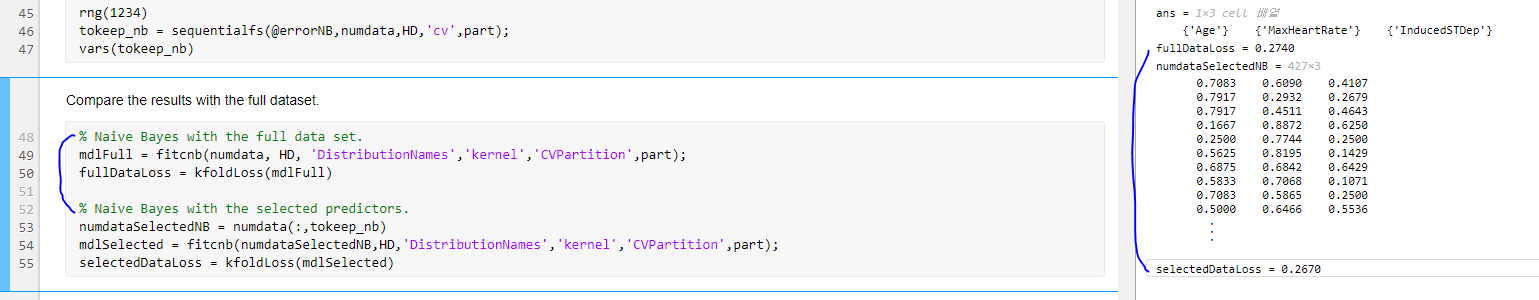 45 rng(1234)
46 tokeep_nb = sequentialfs(@errorNB,numdata,HD,'cv',part);
47 vars(tokeep_nb)
Compare the results with the full dataset.
48 % Naive Bayes with the full data set.
49 mdlFull = fitcnb(numdata, HD, 'DistributionNames','kernel','CVPartition',part);
50 fullDataLoss = kfoldLoss(mdlFull)
51
52 % Naive Bayes with the selected predictors.
53 numdataSelectedNB = numdata(:,tokeep_nb)
54 mdlSelected = fitcnb(numdataSelectedNB,HD,'DistributionNames','kernel','CVPartition',part);
55 selectedDataLoss = kfoldLoss(mdlSelected)
ans = 1×3 cell 배열
{'Age'} {'MaxHeartRate'} {'InducedSTDep'}
fullDataLoss = 0.2740
numdataSelectedNB = 427×3
0.7083 0.6090 0.4107
0.7917 0.2932 0.2679
0.7917 0.4511 0.4643
0.1667 0.8872 0.6250
0.2500 0.7744 0.2500
0.5625 0.8195 0.1429
0.6875 0.6842 0.6429
0.5833 0.7068 0.1071
0.7083 0.5865 0.2500
0.5000 0.6466 0.5536
⋮
selectedDataLoss = 0.2670